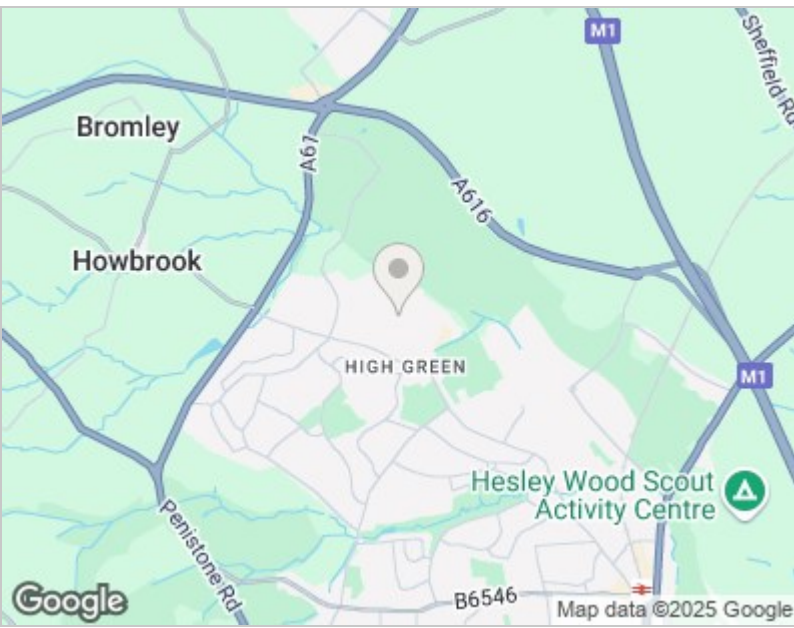 M1
Sheffield Rd
Bromley
A61
A616
Howbrook
HIGH GREEN
M1
Hesley Wood Scout
Activity Centre
Penistone Rd
B6546
Google
Map data ©2025 Google